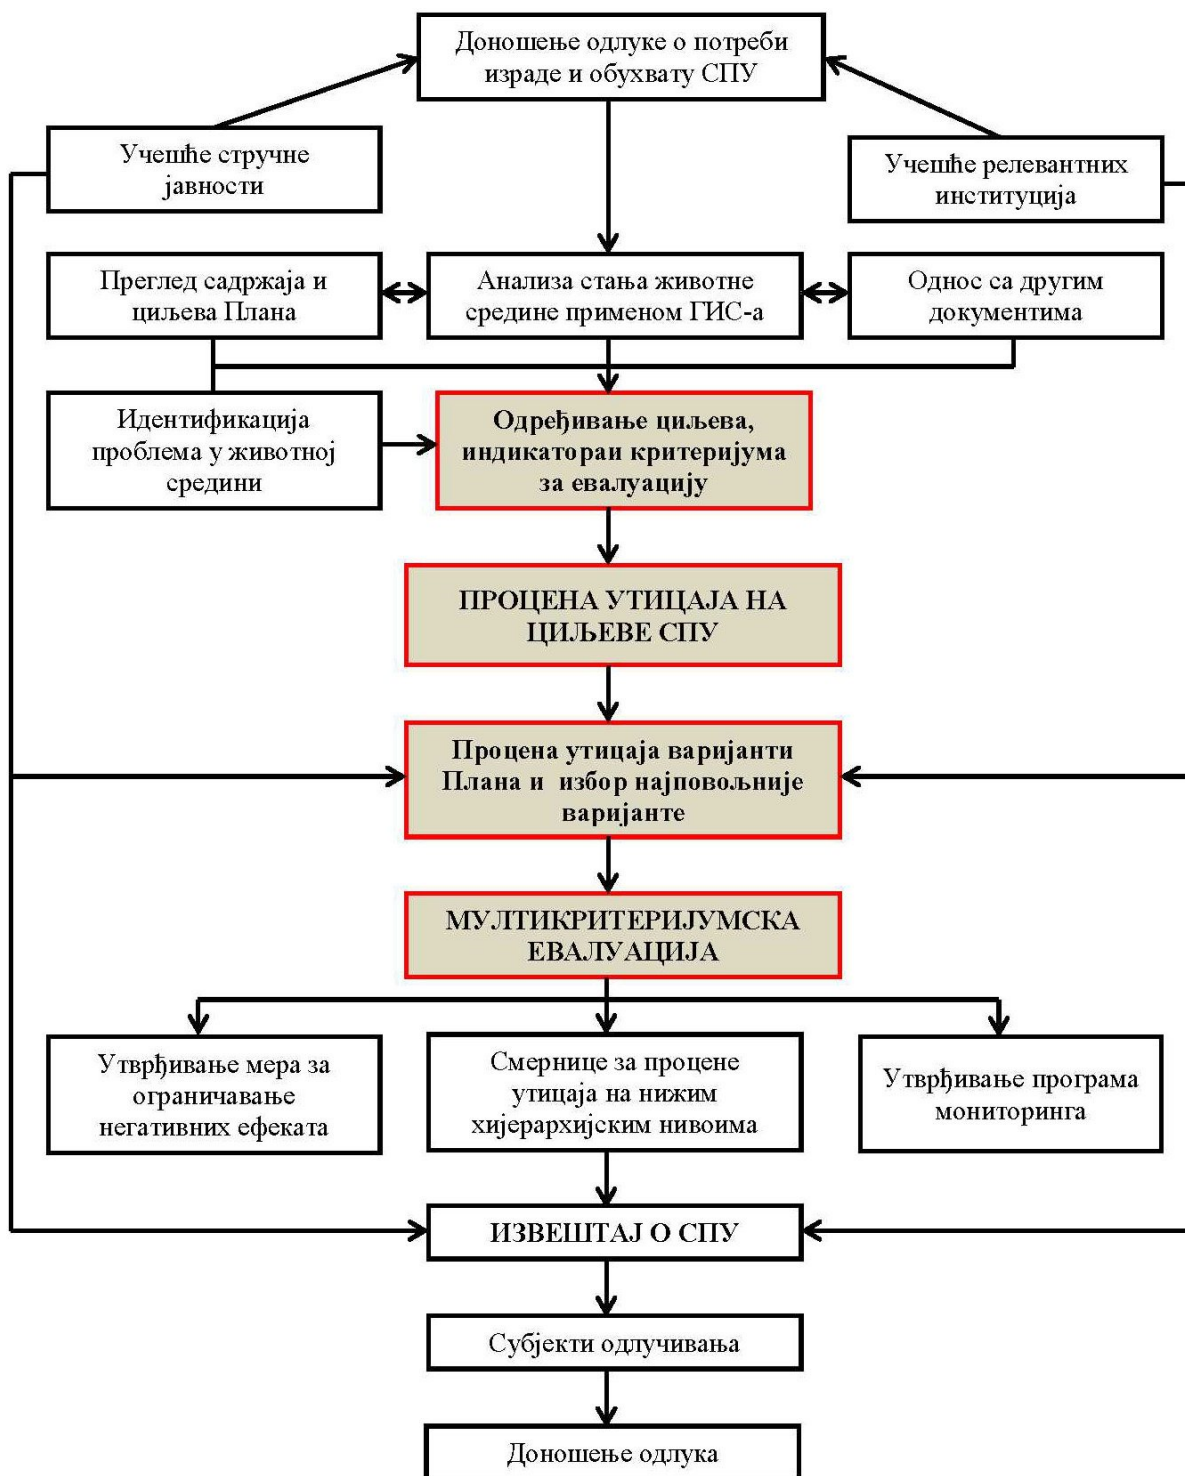 Доношење одлуке о потреби
израде и обухвату СПУ
Учешће стручне
јавности
Учешће релевантних
институција
Преглед садржаја и
циљева Плана
Анализа стања животне
средине применом ГИС-а
Однос са другим
документима
Идентификација
проблема у животној
средини
Одређивање циљева,
индикатораи критеријума
за евалуацију
ПРОЦЕНА УТИЦАЈА НА
ЦИЉЕВЕ СПУ
Процена утицаја варијанти
Плана и избор најповољније
варијанте
МУЛТИКРИТЕРИЈУМСКА
ЕВАЛУАЦИЈА
Утврђивање мера за
ограничавање
негативних ефеката
Смернице за процене
утицаја на нижим
хијерархијским нивоима
Утврђивање програма
мониторинга
ИЗВЕШТАЈ О СПУ
Субјекти одлучивања
Доношење одлука